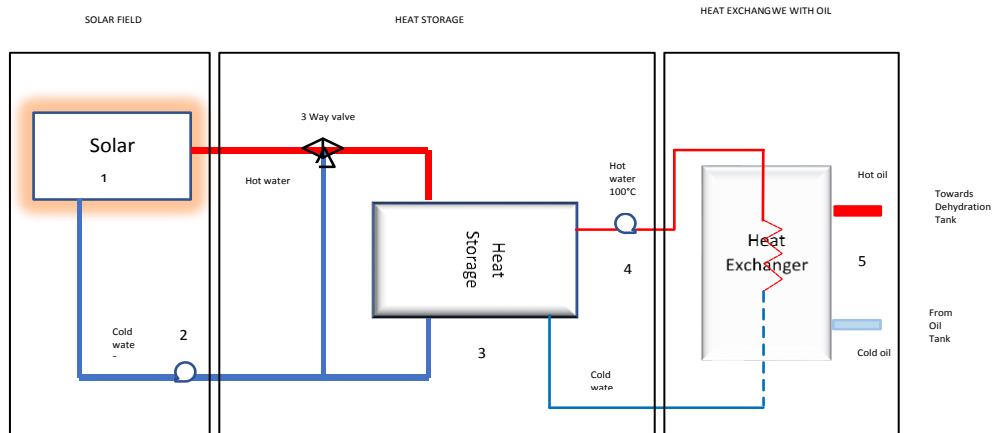 SOLAR FIELD
HEAT STORAGE
HEAT EXCHANGWE WITH OIL
Solar
1
3 Way valve
Hot water
Cold
wate
2
Heat
Storage
3
Hot
water
100°C
4
Cold
wate
Heat
Exchanger
5
Hot oil
Cold oil
Towards
Dehydration
Tank
From
Oil
Tank